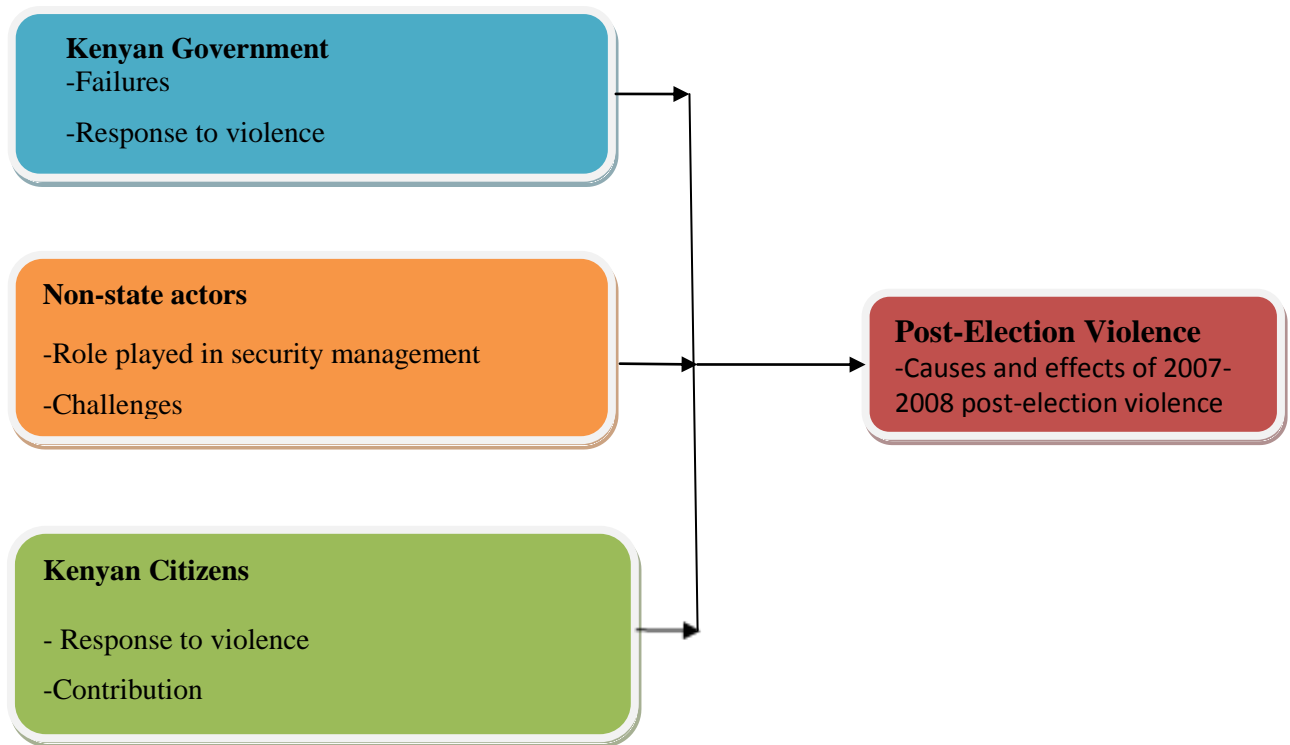 Kenyan Government
-Failures
-Response to violence
Non-state actors
-Role played in security management
-Challenges
Kenyan Citizens
- Response to violence
-Contribution
Post-Election Violence
-Causes and effects of 2007-
2008 post-election violence